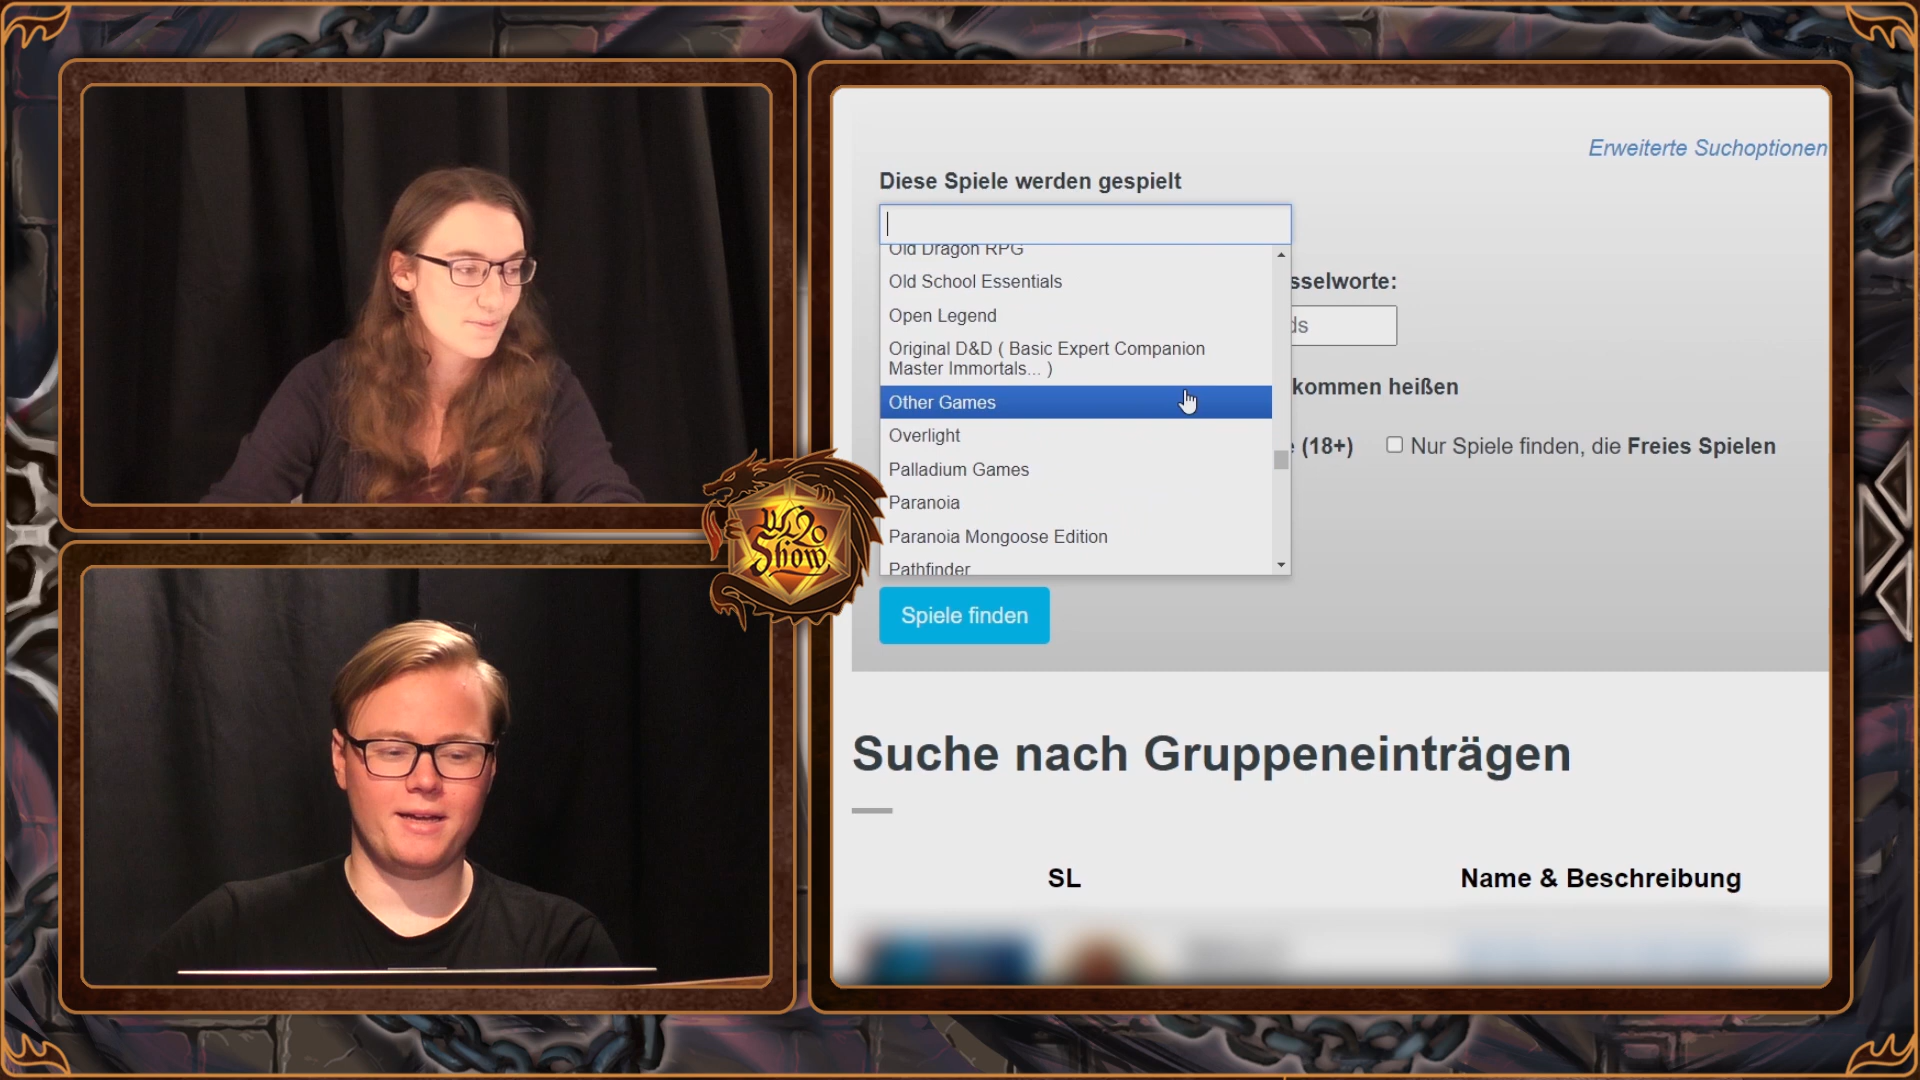 Erweiterte Suchoptionen
Diese Spiele werden gespielt
Old Dragon RPG
Old School Essentials
Open Legend
Original D&D ( Basic Expert Companion
Master Immortals... )
Other Games
Overlight
Palladium Games
Paranoia
Paranoia Mongoose Edition
Pathfinder
sselworte:
ds
kommen heißen
(18+)
Nur Spiele finden, die Freies Spielen
W20
Show
Spiele finden
Suche nach Gruppeneinträgen
SL
Name & Beschreibung